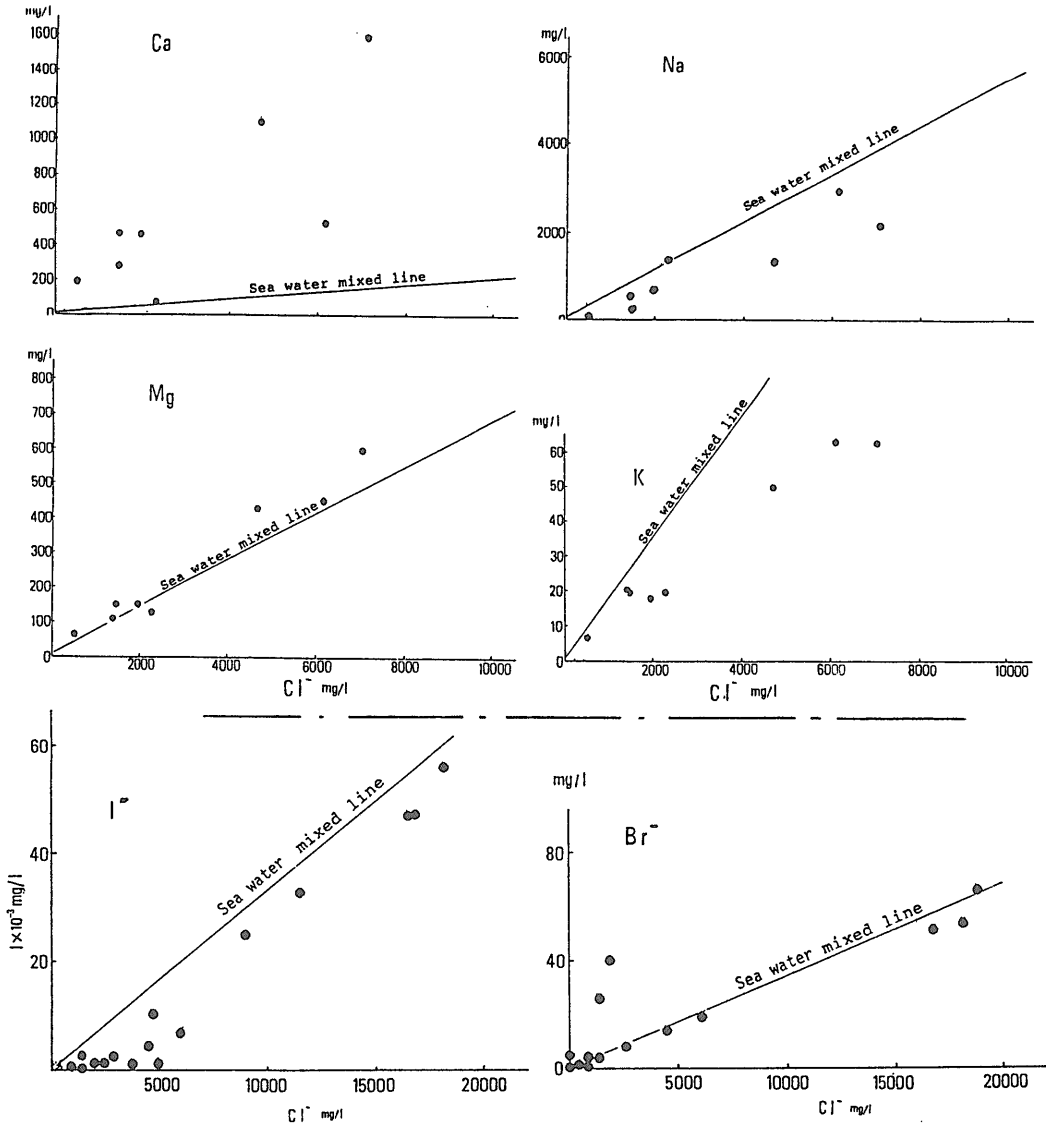 mg/l
Ca
1600
1400
1200
1000
800
600
400
200
0
Sea water mixed line
mg/l
Na
6000
4000
2000
0
Sea water mixed line
mg/l
Mg
800
700
600
500
400
300
200
100
0
Sea water mixed line
2000 4000 6000 8000 10000
Cl⁻ mg/l
mg/l
K
60
50
40
30
20
10
0
Sea water mixed line
2000 4000 6000 8000 10000
Cl⁻ mg/l
I⁻
60
40
20
I×10⁻³ mg/l
Sea water mixed line
5000 10000 15000 20000
Cl⁻ mg/l
mg/l
Br⁻
80
40
0
Sea water mixed line
5000 10000 15000 20000
Cl⁻ mg/l